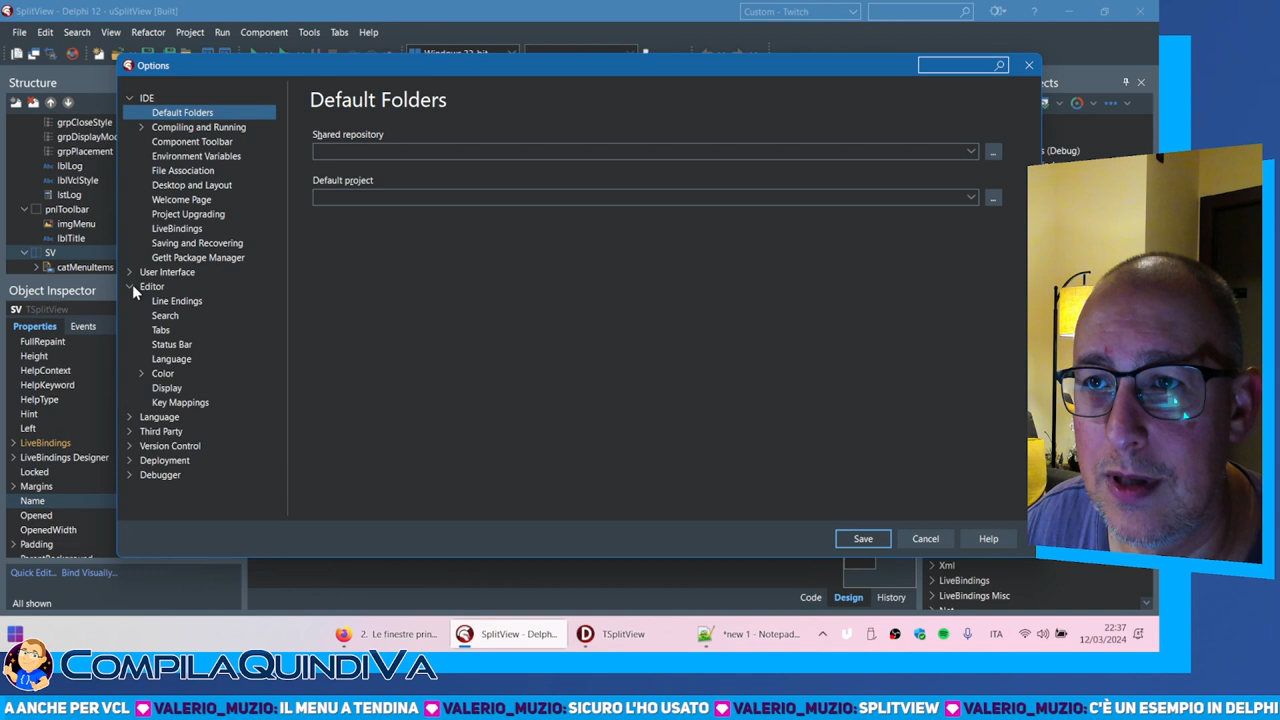 SplitView - Delphi 12 - uSplitView [Built]
Custom - Twitch
File Edit Search View Refactor Project Run Component Tools Tabs Help
Windows 32-bit
Structure
grpCloseStyle
grpDisplayMod
grpPlacement
lblLog
lblVclStyle
lstLog
pnlToolbar
imgMenu
lblTitle
SV
catMenuItems
Object Inspector
SV TSplitView
Properties Events
FullRepaint
Height
HelpContext
HelpKeyword
HelpType
Hint
Left
LiveBindings
LiveBindings Designer
Locked
Margins
Name
Opened
OpenedWidth
Padding
ParentBackground
Quick Edit... Bind Visually...
All shown
Options
IDE
Default Folders
Compiling and Running
Component Toolbar
Environment Variables
File Association
Desktop and Layout
Welcome Page
Project Upgrading
LiveBindings
Saving and Recovering
GetIt Package Manager
User Interface
Editor
Line Endings
Search
Tabs
Status Bar
Language
Color
Display
Key Mappings
Language
Third Party
Version Control
Deployment
Debugger
Default Folders
Shared repository
...
Default project
...
Save Cancel Help
ects
s (Debug)
Xml
LiveBindings
LiveBindings Misc
Code Design History
2. Le finestre prin...
SplitView - Delph...
TSplitView
*new 1 - Notepad...
ITA
22:37
12/03/2024
COMPILAQUINDIVA
A ANCHE PER VCL VALERIO_MUZIO: IL MENU A TENDINA VALERIO_MUZIO: SICURO L'HO USATO VALERIO_MUZIO: SPLITVIEW VALERIO_MUZIO: C'È UN ESEMPIO IN DELPHI